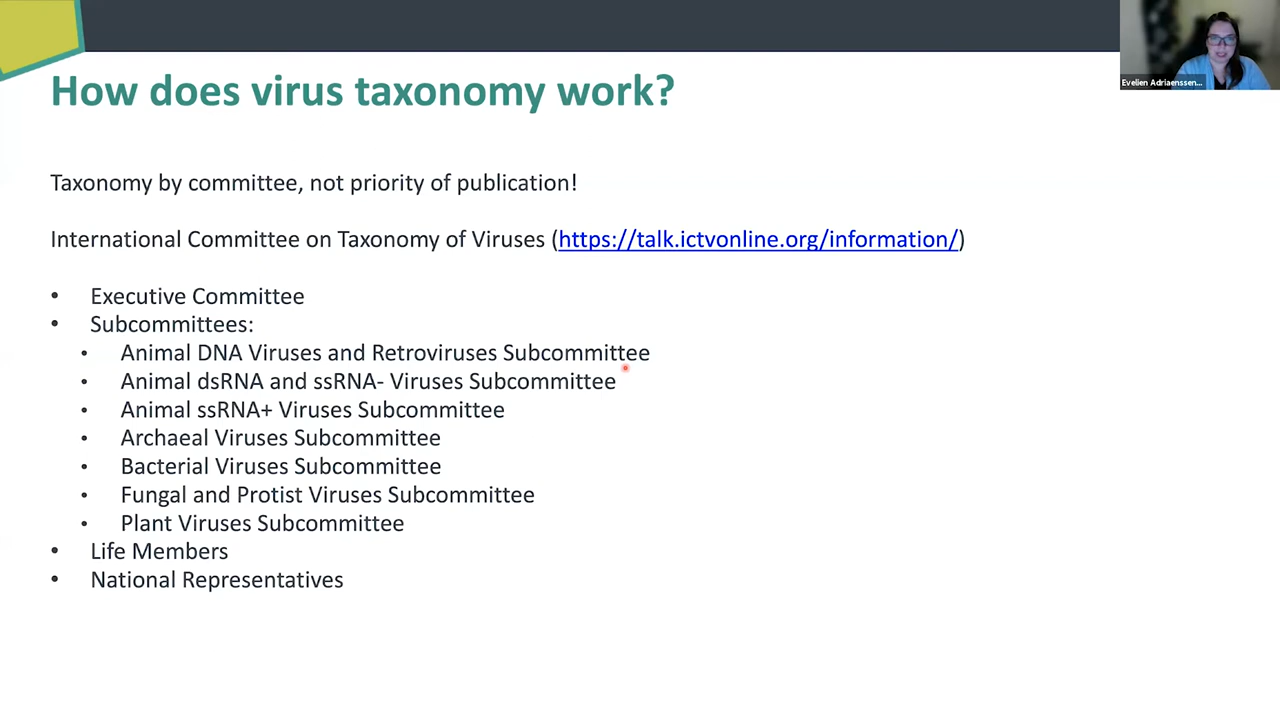 How does virus taxonomy work?
Evelien Adriaenssen...
Taxonomy by committee, not priority of publication!
International Committee on Taxonomy of Viruses (https://talk.ictvonline.org/information/)
• Executive Committee
• Subcommittees:
• Animal DNA Viruses and Retroviruses Subcommittee
• Animal dsRNA and ssRNA- Viruses Subcommittee
• Animal ssRNA+ Viruses Subcommittee
• Archaeal Viruses Subcommittee
• Bacterial Viruses Subcommittee
• Fungal and Protist Viruses Subcommittee
• Plant Viruses Subcommittee
• Life Members
• National Representatives